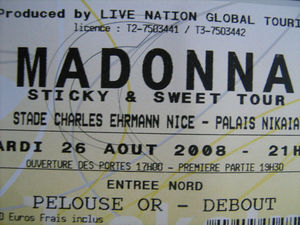 Produced by LIVE NATION GLOBAL TOURI
licence : T2-7503441 / T3-7503442
MADONNA
STICKY & SWEET TOUR
STADE CHARLES EHRMANN NICE - PALAIS NIKAIA
ARDI 26 AOUT 2008 - 21H
OUVERTURE DES PORTES 17H00 - PREMIERE PARTIE 19H30
ENTREE NORD
PELOUSE OR - DEBOUT
0 Euros Frais inclus